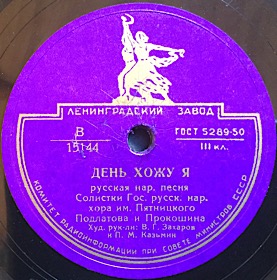 ЛЕНИНГРАДСКИЙ ЗАВОД
В
15144
ГОСТ 5289-50
III кл.
ДЕНЬ ХОЖУ Я
русская нар. песня
Солистки Гос. русск. нар.
хора им. Пятницкого
Подлатова и Прокошина
Худ. рук-ли: В. Г. Захаров
и П. М. Казьмин
КОМИТЕТ РАДИОИНФОРМАЦИИ ПРИ СОВЕТЕ МИНИСТРОВ СССР